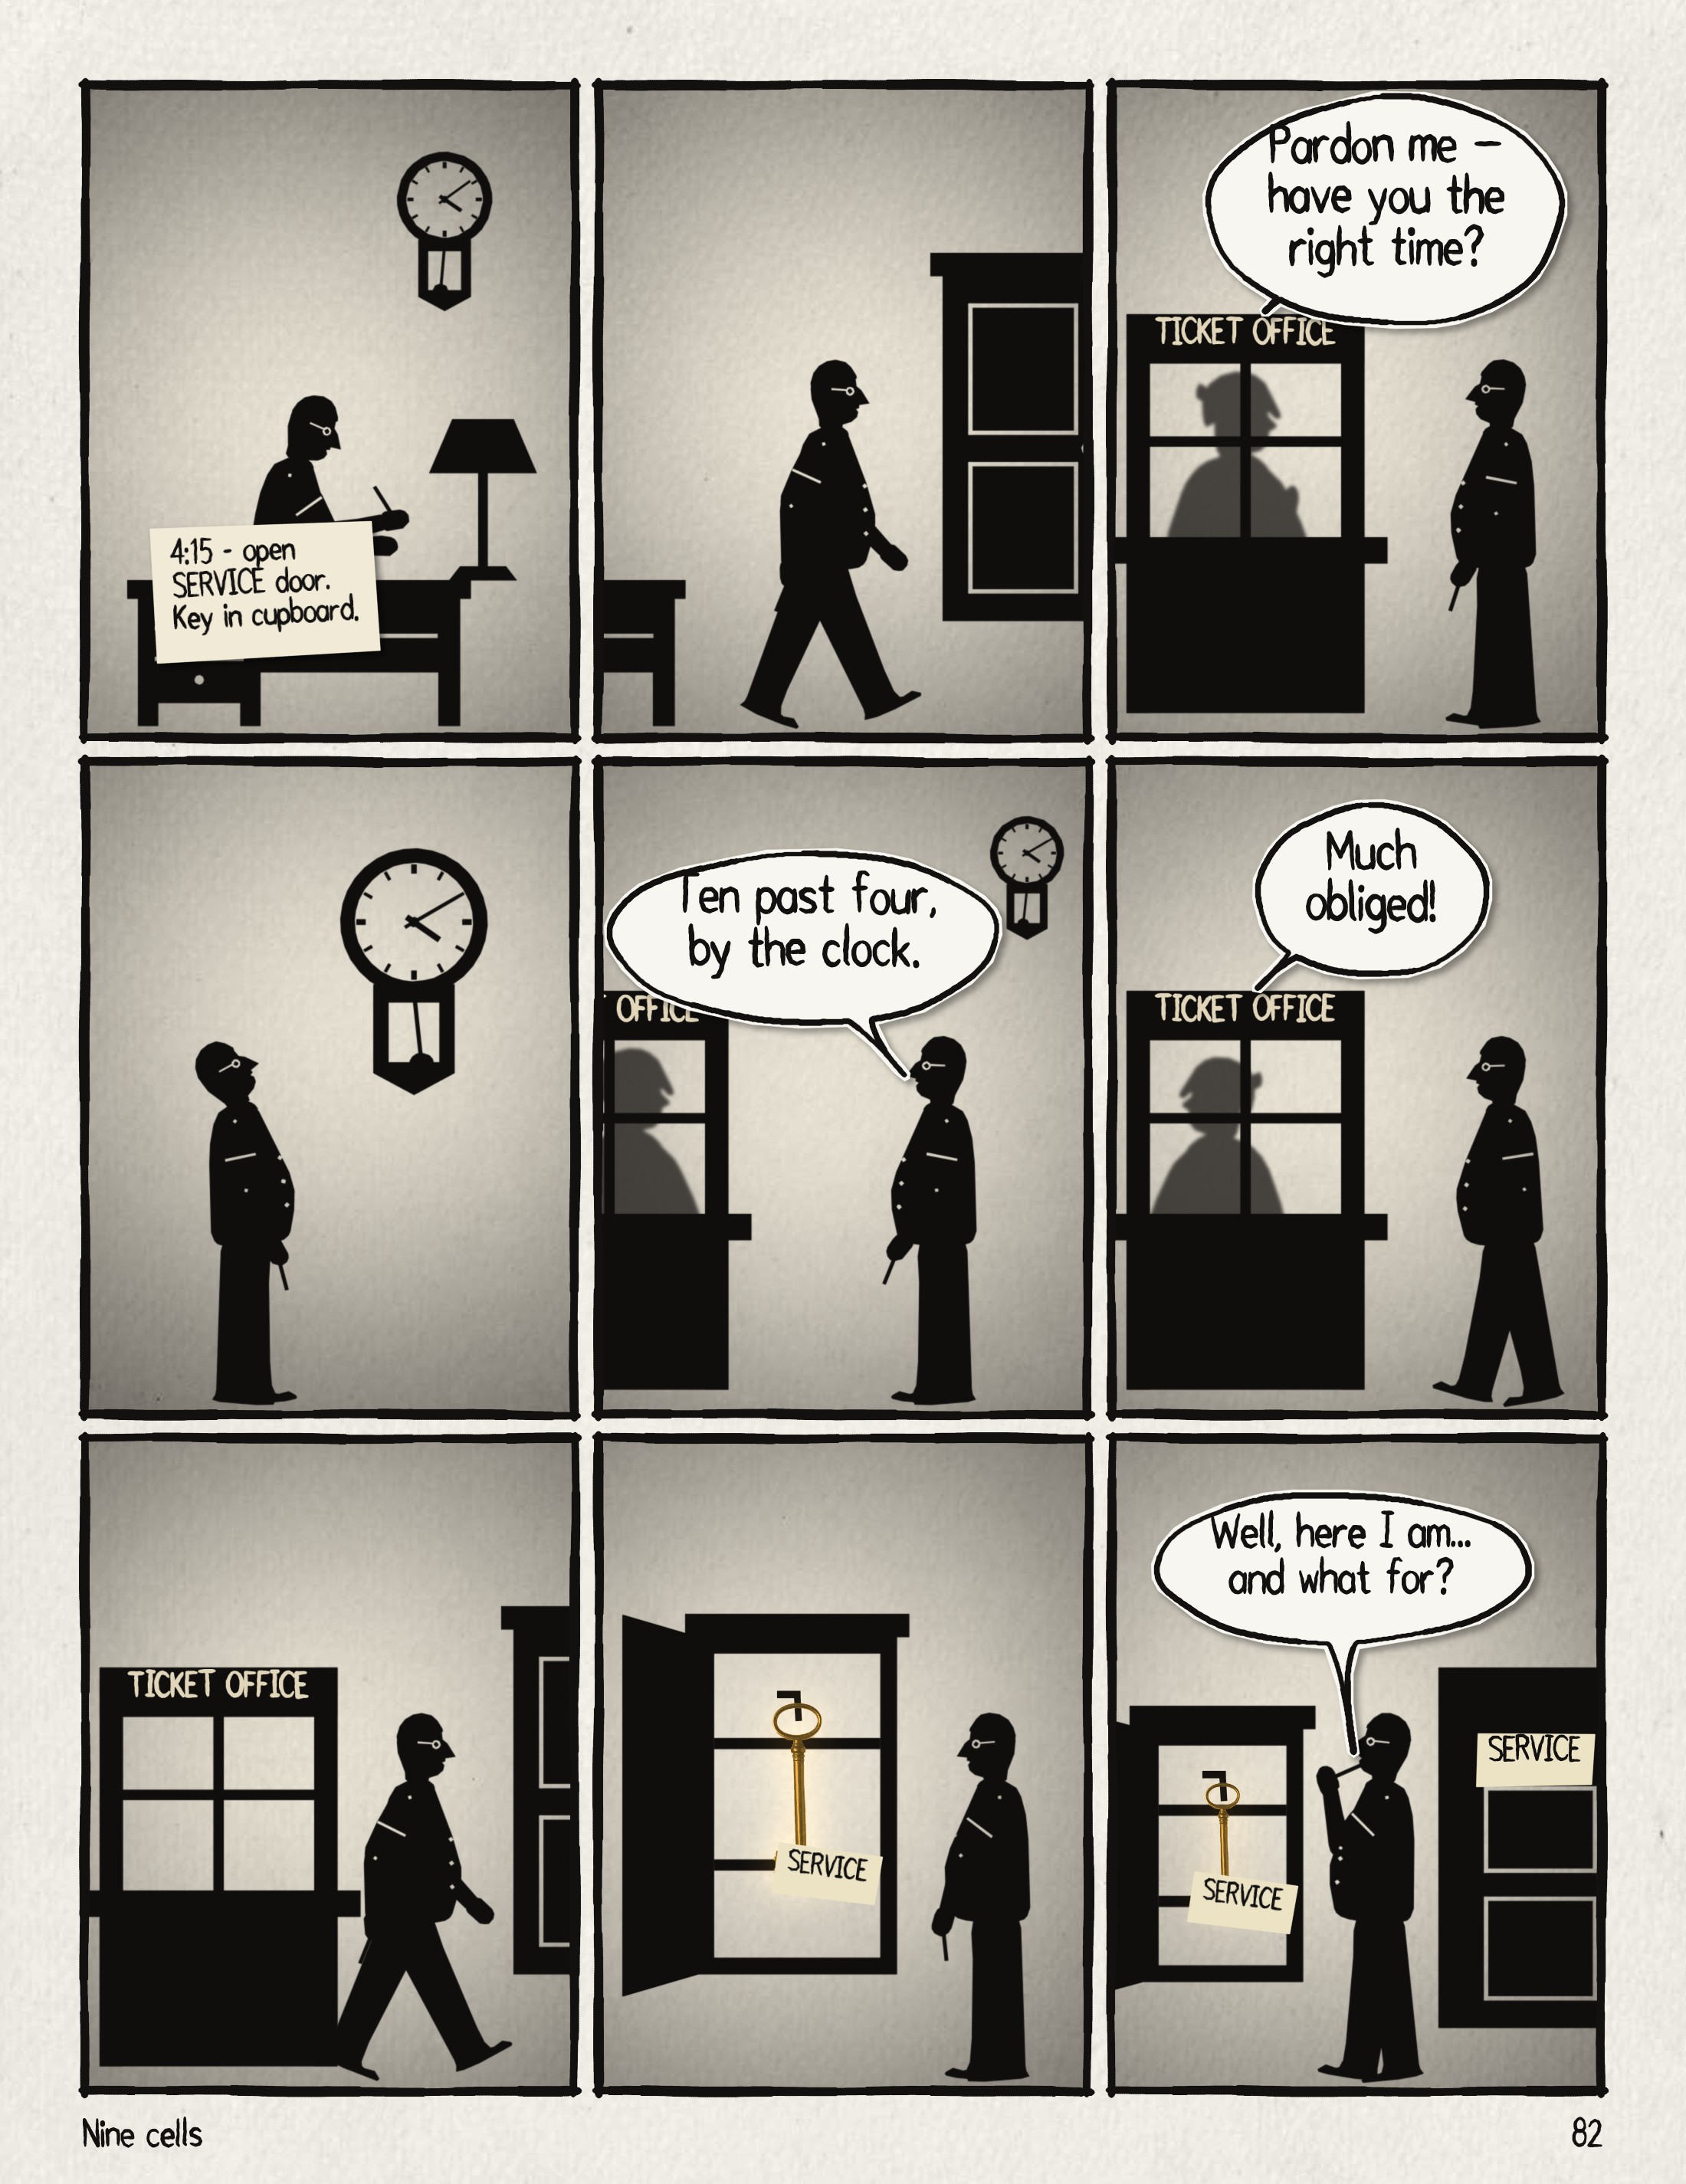 4:15 - open
SERVICE door.
Key in cupboard.
Pardon me —
have you the
right time?
TICKET OFFICE
Ten past four,
by the clock.
OFFICE
Much
obliged!
TICKET OFFICE
TICKET OFFICE
SERVICE
Well, here I am...
and what for?
SERVICE
SERVICE
Nine cells
82